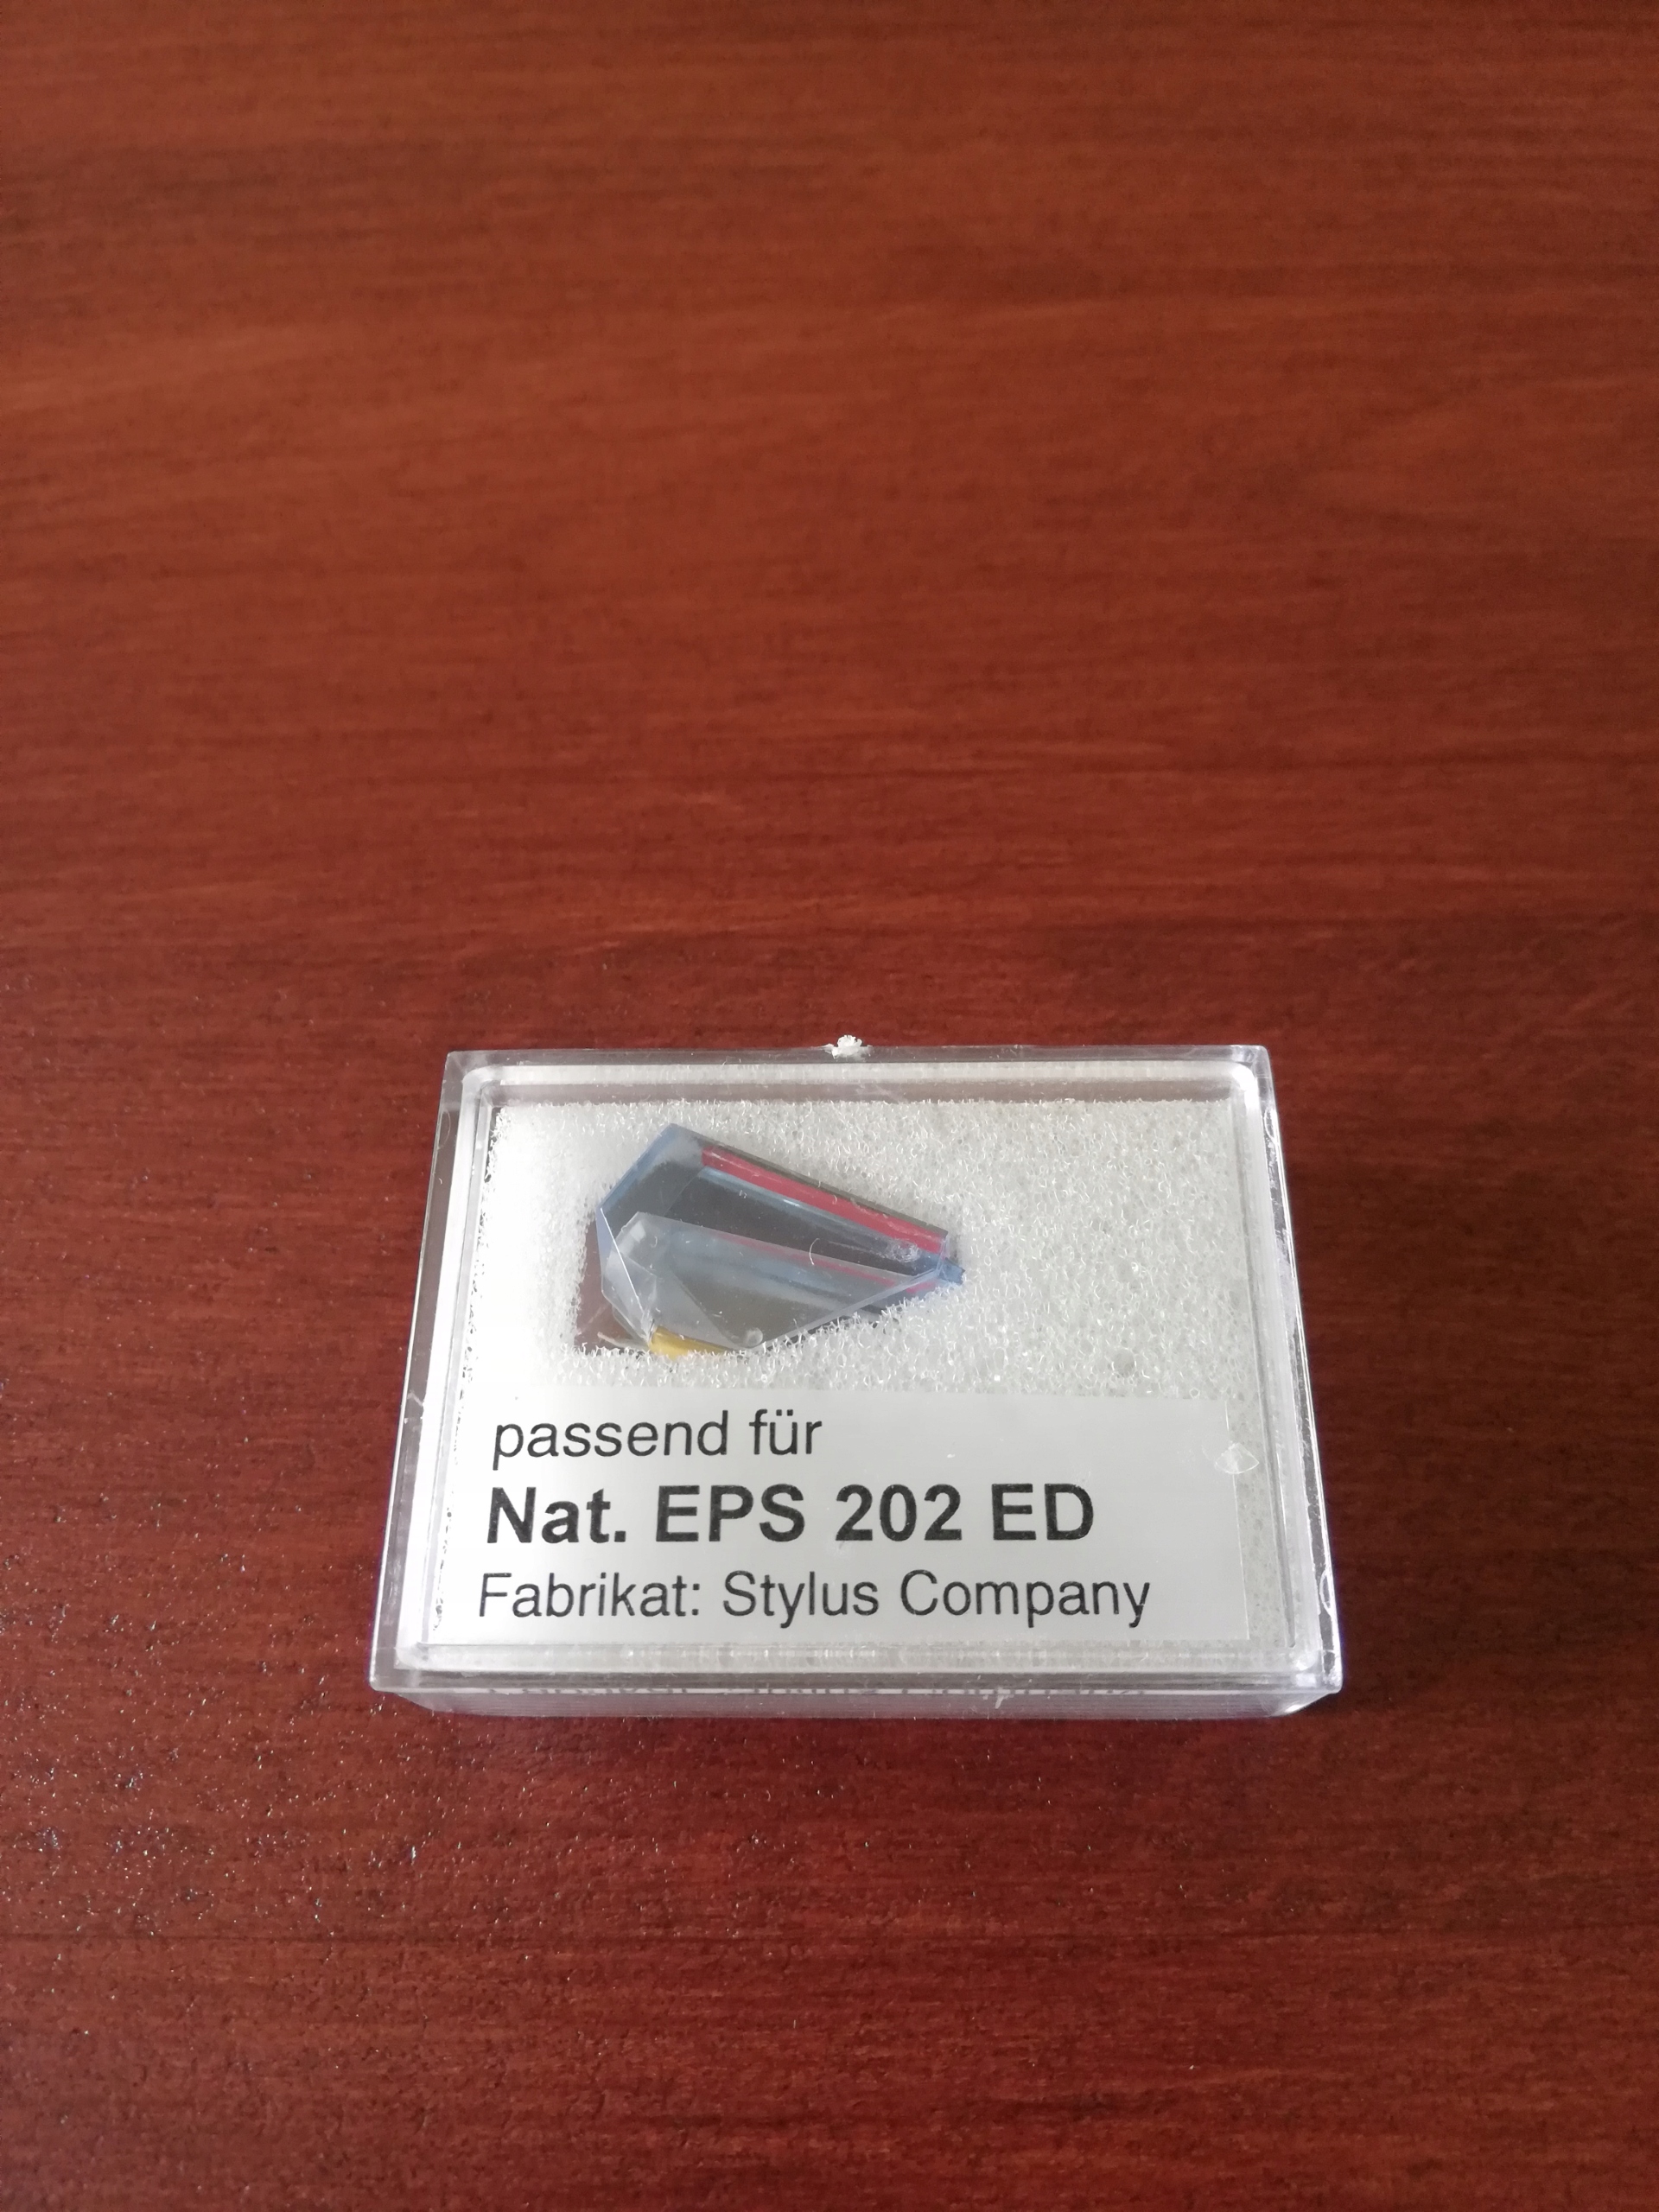 passend für
Nat. EPS 202 ED
Fabrikat: Stylus Company